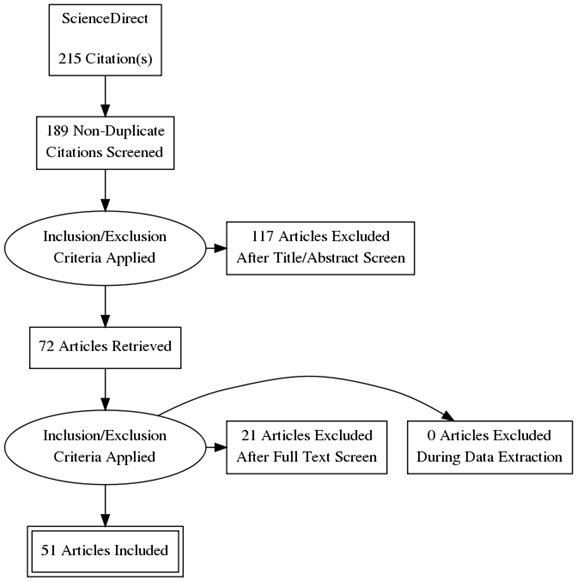 ScienceDirect
215 Citation(s)
189 Non-Duplicate
Citations Screened
Inclusion/Exclusion
Criteria Applied
117 Articles Excluded
After Title/Abstract Screen
72 Articles Retrieved
Inclusion/Exclusion
Criteria Applied
21 Articles Excluded
After Full Text Screen
0 Articles Excluded
During Data Extraction
51 Articles Included